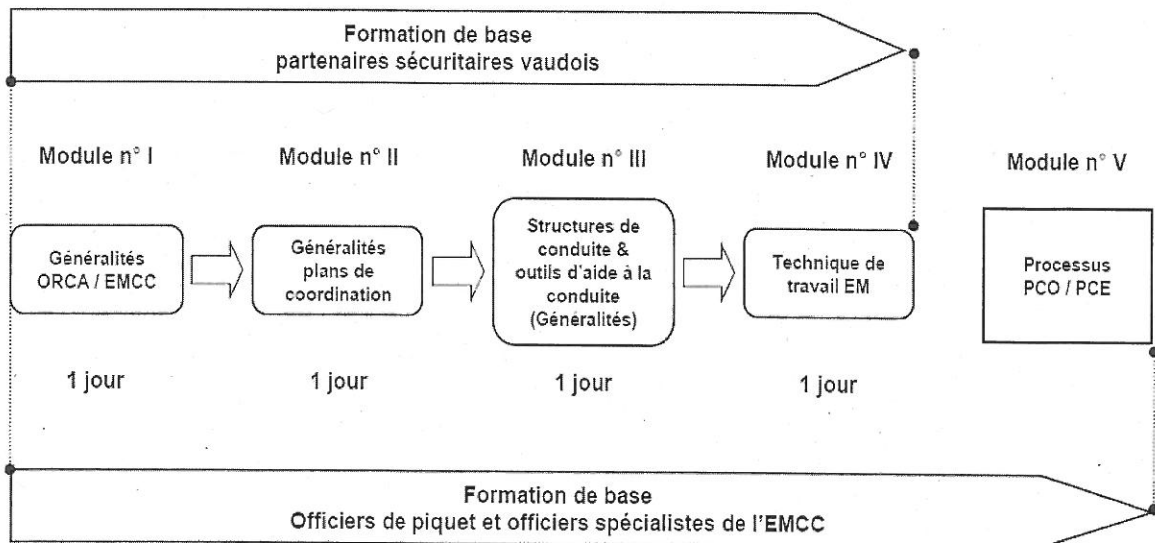 Formation de base
partenaires sécuritaires vaudois
Module n° I
Module n° II
Module n° III
Module n° IV
Module n° V
Généralités
ORCA / EMCC
Généralités
plans de
coordination
Structures de
conduite &
outils d'aide à la
conduite
(Généralités)
Technique de
travail EM
Processus
PCO / PCE
1 jour
1 jour
1 jour
1 jour
Formation de base
Officiers de piquet et officiers spécialistes de l'EMCC